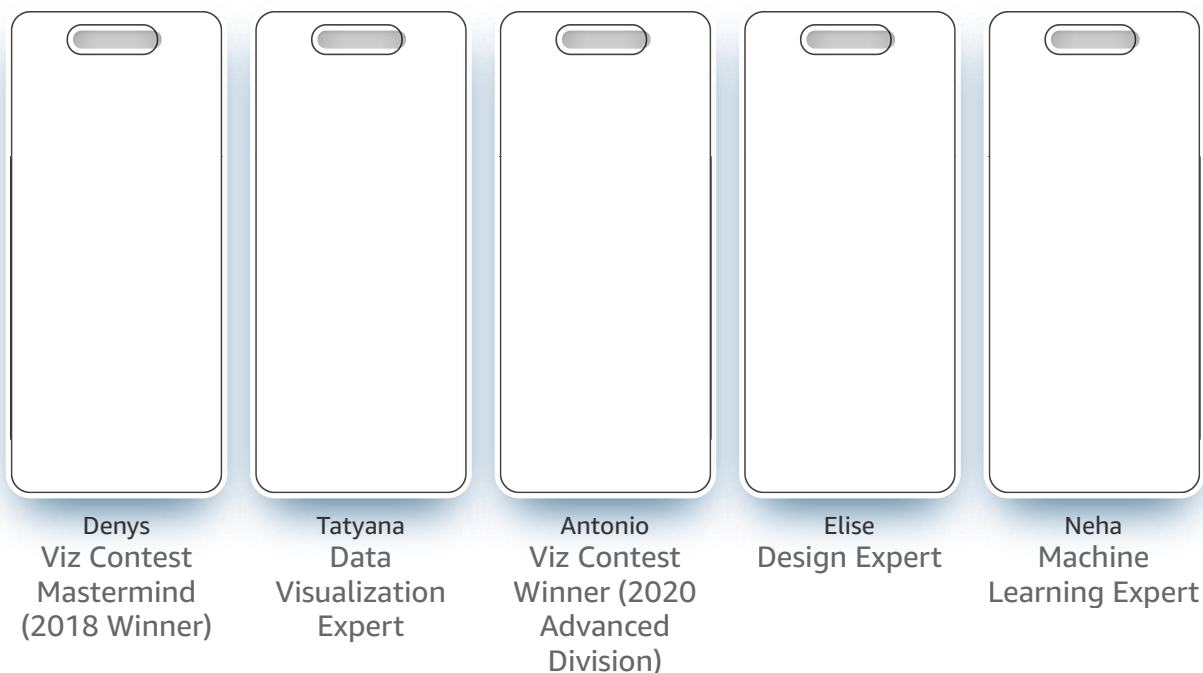 Denys
Viz Contest
Mastermind
(2018 Winner)
Tatyana
Data
Visualization
Expert
Antonio
Viz Contest
Winner (2020
Advanced
Division)
Elise
Design Expert
Neha
Machine
Learning Expert